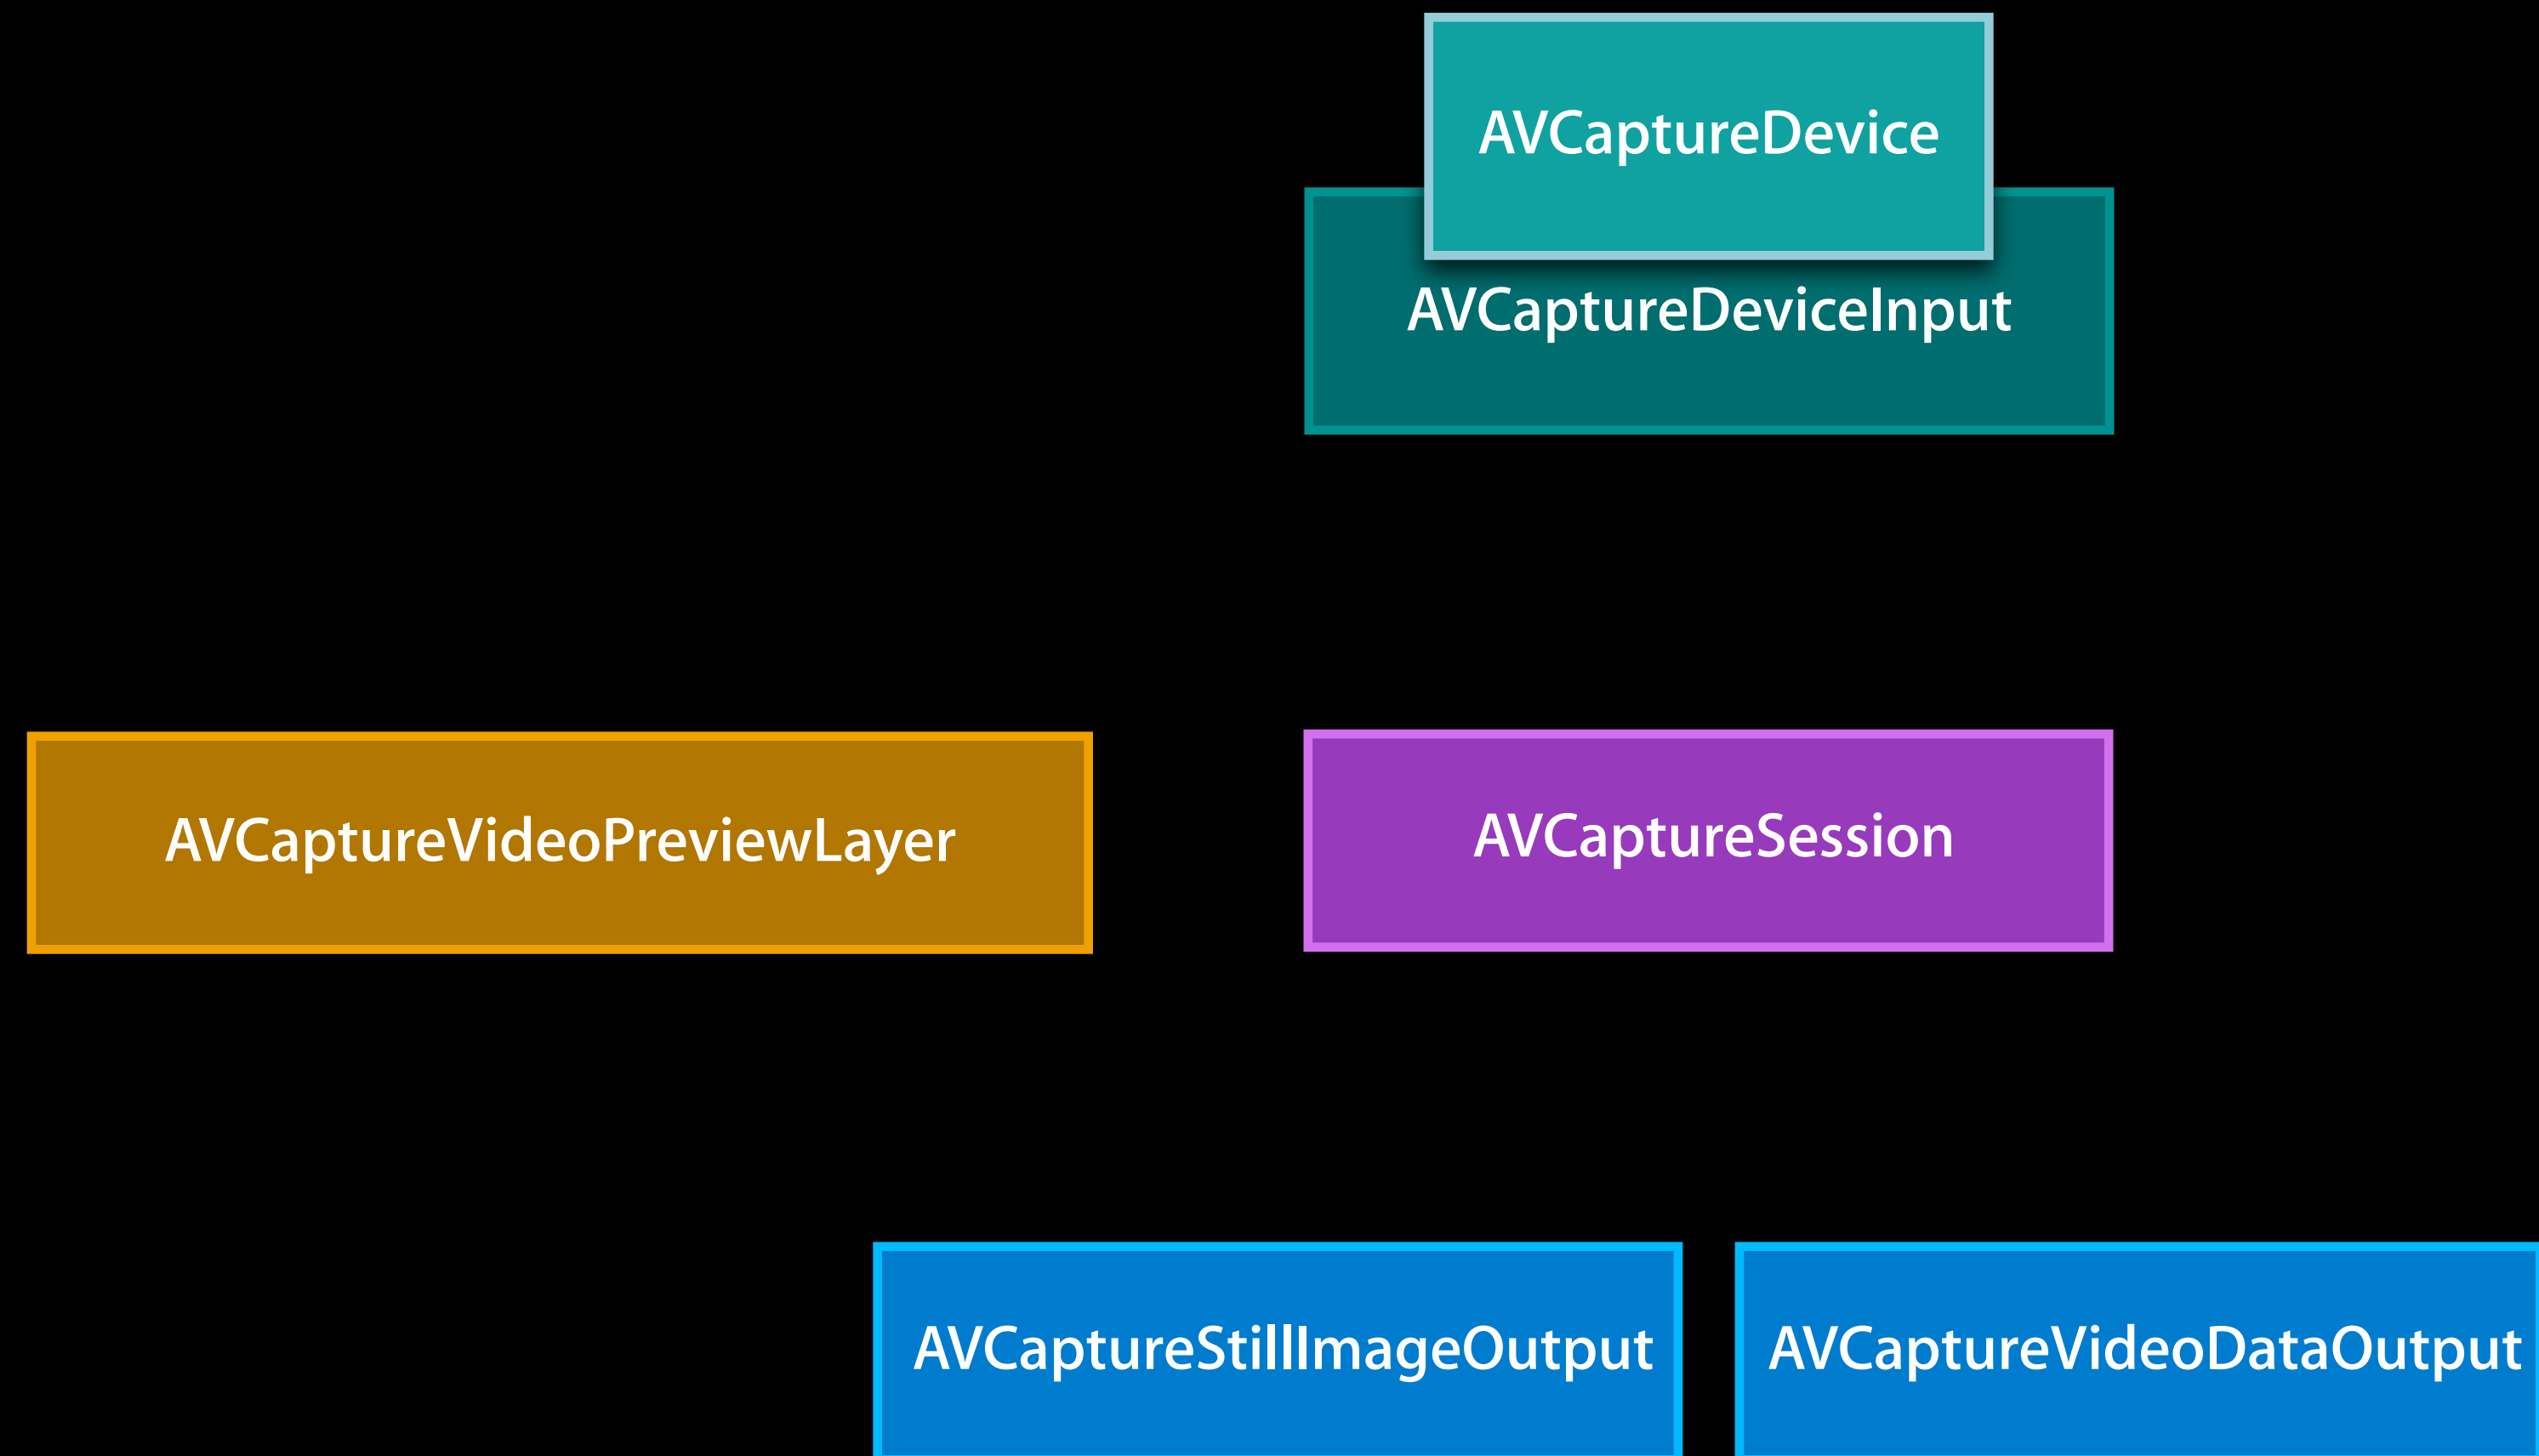 AVCaptureDevice
AVCaptureDeviceInput
AVCaptureVideoPreviewLayer
AVCaptureSession
AVCaptureStillImageOutput
AVCaptureVideoDataOutput